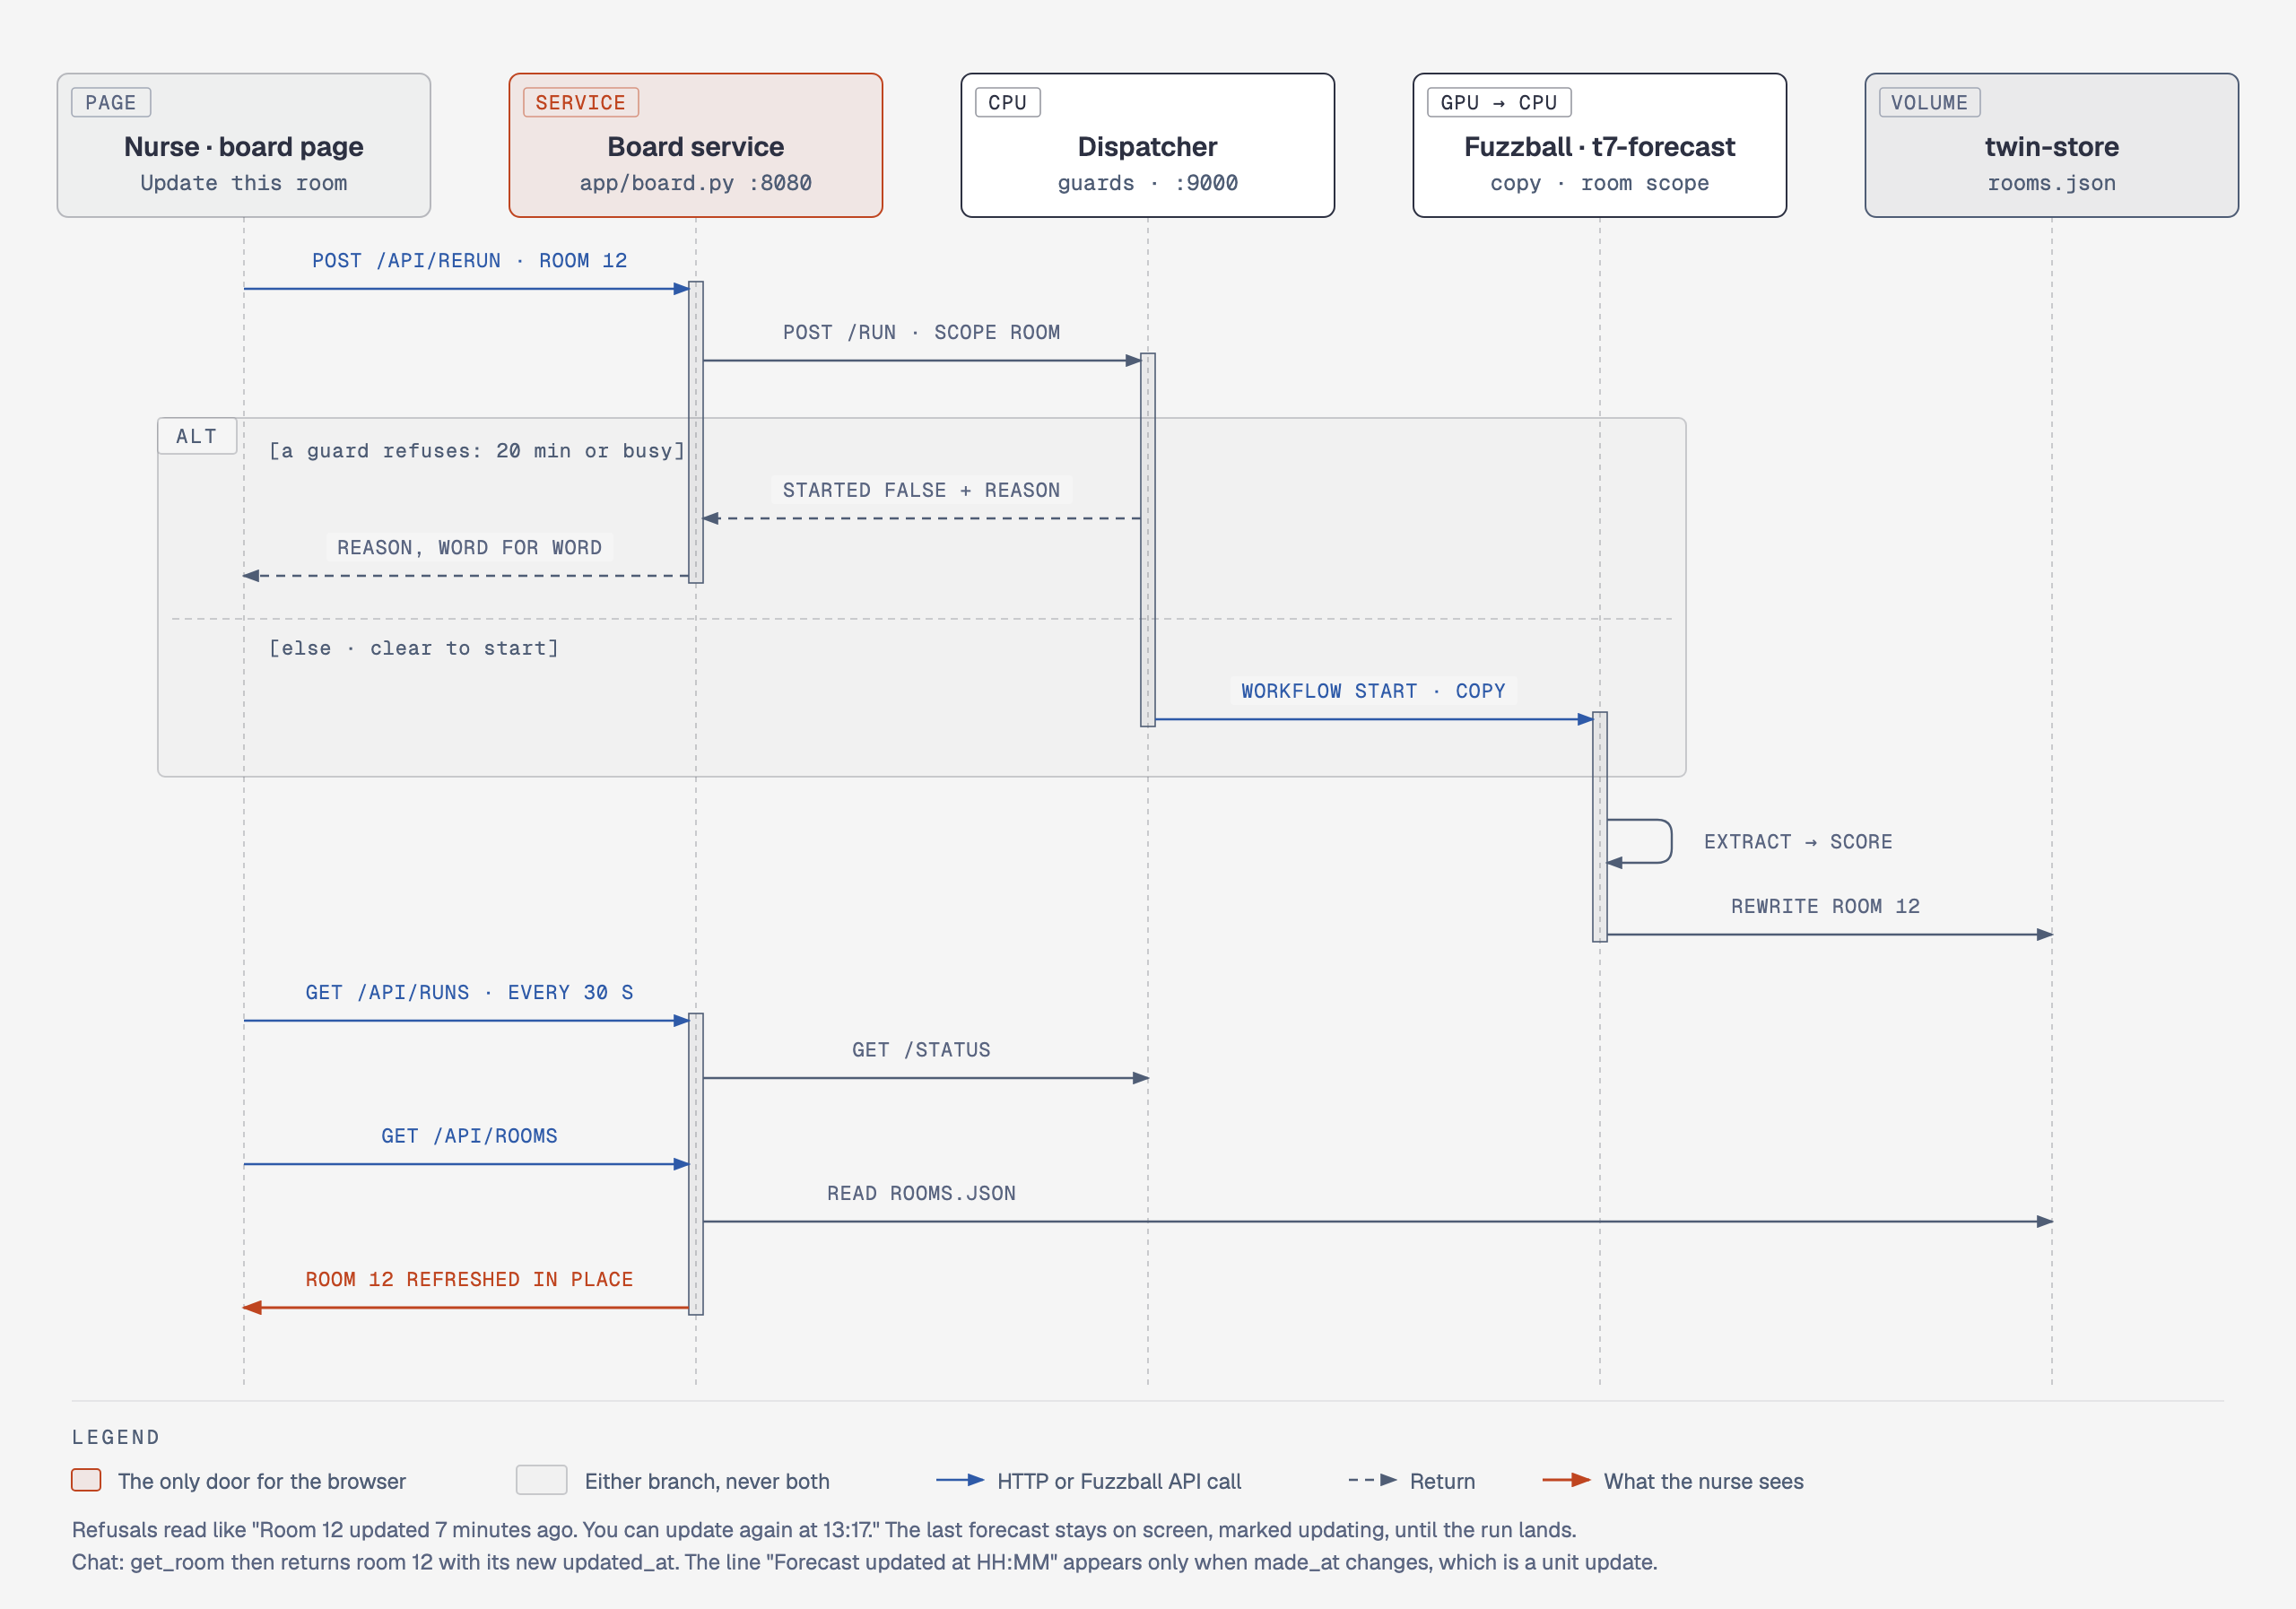 PAGE
Nurse · board page
Update this room
SERVICE
Board service
app/board.py :8080
CPU
Dispatcher
guards · :9000
GPU → CPU
Fuzzball · t7-forecast
copy · room scope
VOLUME
twin-store
rooms.json
POST /API/RERUN · ROOM 12
POST /RUN · SCOPE ROOM
ALT
[a guard refuses: 20 min or busy]
STARTED FALSE + REASON
REASON, WORD FOR WORD
[else · clear to start]
WORKFLOW START · COPY
EXTRACT → SCORE
REWRITE ROOM 12
GET /API/RUNS · EVERY 30 S
GET /STATUS
GET /API/ROOMS
READ ROOMS.JSON
ROOM 12 REFRESHED IN PLACE
LEGEND
The only door for the browser
Either branch, never both
HTTP or Fuzzball API call
Return
What the nurse sees
Refusals read like "Room 12 updated 7 minutes ago. You can update again at 13:17." The last forecast stays on screen, marked updating, until the run lands.
Chat: get_room then returns room 12 with its new updated_at. The line "Forecast updated at HH:MM" appears only when made_at changes, which is a unit update.